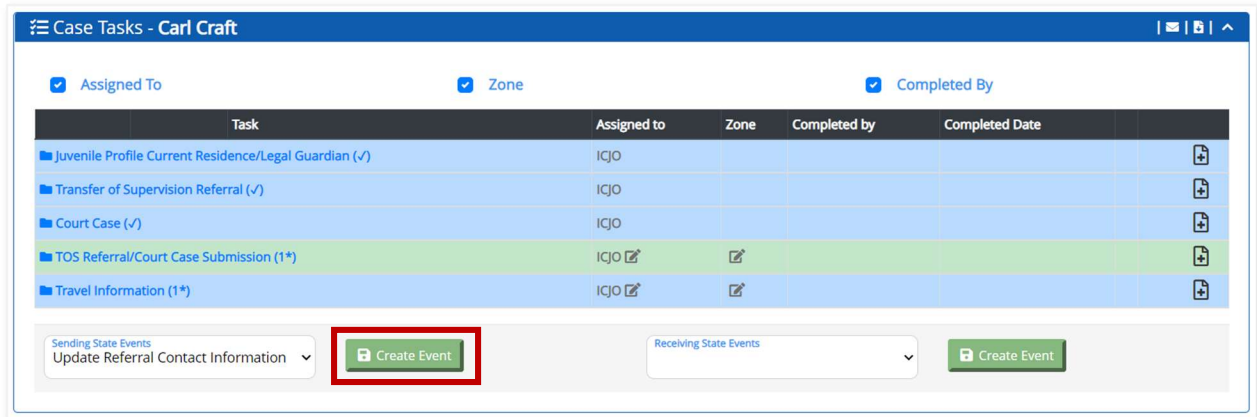 Case Tasks - Carl Craft
Assigned To Zone Completed By
Task Assigned to Zone Completed by Completed Date
Juvenile Profile Current Residence/Legal Guardian (✓) ICJO
Transfer of Supervision Referral (✓) ICJO
Court Case (✓) ICJO
TOS Referral/Court Case Submission (1*) ICJO
Travel Information (1*) ICJO
Sending State Events
Update Referral Contact Information
Create Event
Receiving State Events
Create Event